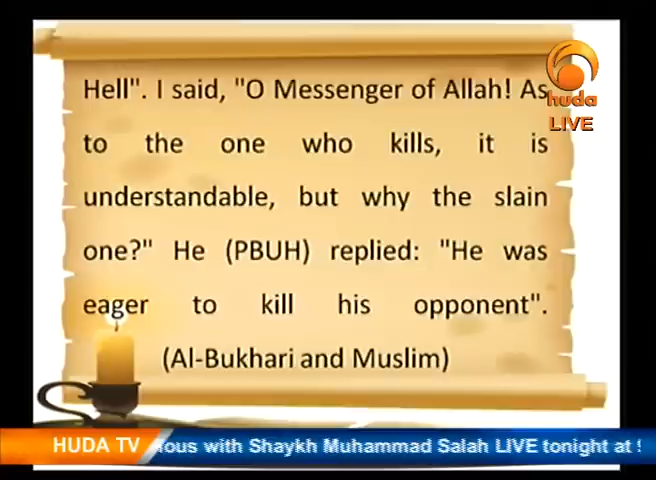 Hell". I said, "O Messenger of Allah! As
to the one who kills, it is
understandable, but why the slain
one?" He (PBUH) replied: "He was
eager to kill his opponent".
(Al-Bukhari and Muslim)
huda
LIVE
HUDA TV
ious with Shaykh Muhammad Salah LIVE tonight at